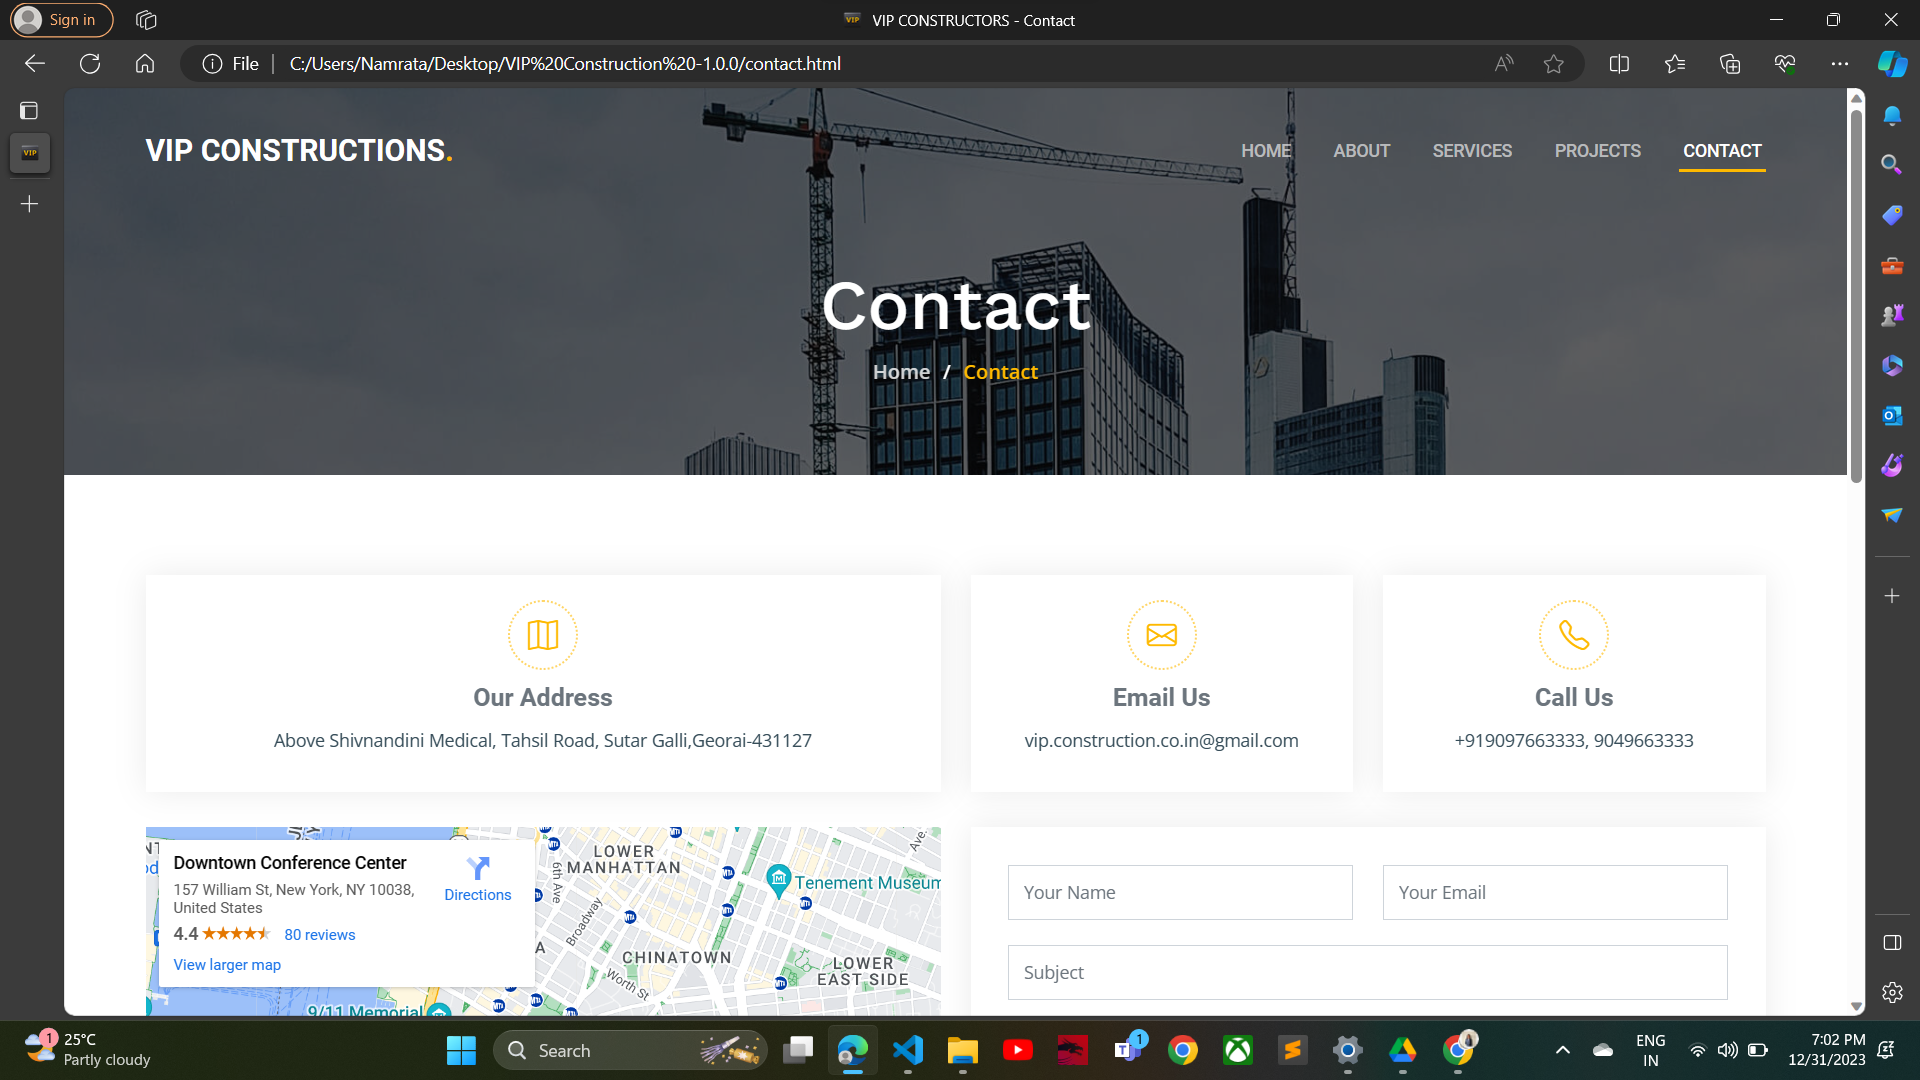 Sign in
VIP CONSTRUCTORS - Contact
File
C:/Users/Namrata/Desktop/VIP%20Construction%20-1.0.0/contact.html
VIP
VIP CONSTRUCTIONS.
HOME ABOUT SERVICES PROJECTS CONTACT
Contact
Home / Contact
Our Address
Above Shivnandini Medical, Tahsil Road, Sutar Galli,Georai-431127
Email Us
vip.construction.co.in@gmail.com
Call Us
+919097663333, 9049663333
Downtown Conference Center
157 William St, New York, NY 10038,
United States
4.4
80 reviews
View larger map
Directions
LOWER
MANHATTAN
6th Ave
Broadway
Ave.
Tenement Museum
CHINATOWN
Worth St
LOWER
EAST SIDE
9/11 Memorial
Your Name
Your Email
Subject
1
25°C
Partly cloudy
Search
1
ENG
IN
7:02 PM
12/31/2023